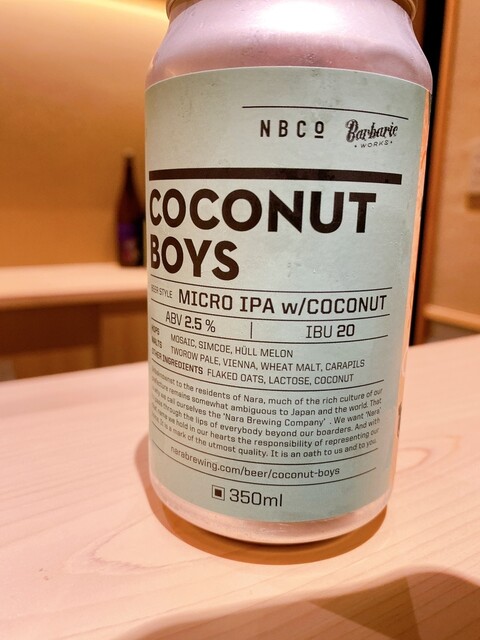 NBCo Barbaric
•WORKS•
COCONUT
BOYS
BEER STYLE MICRO IPA w/COCONUT
ABV 2.5 % | IBU 20
HOPS MOSAIC, SIMCOE, HÜLL MELON
MALTS TWOROW PALE, VIENNA, WHEAT MALT, CARAPILS
OTHER INGREDIENTS FLAKED OATS, LACTOSE, COCONUT
to the residents of Nara, much of the rich culture of our
remains somewhat ambiguous to Japan and the world. That
we call ourselves the 'Nara Brewing Company'. We want 'Nara'
through the lips of everybody beyond our boarders. And with
we hold in our hearts the responsibility of representing our
It is a mark of the utmost quality. It is an oath to us and to you.
narabrewing.com/beer/coconut-boys
350ml